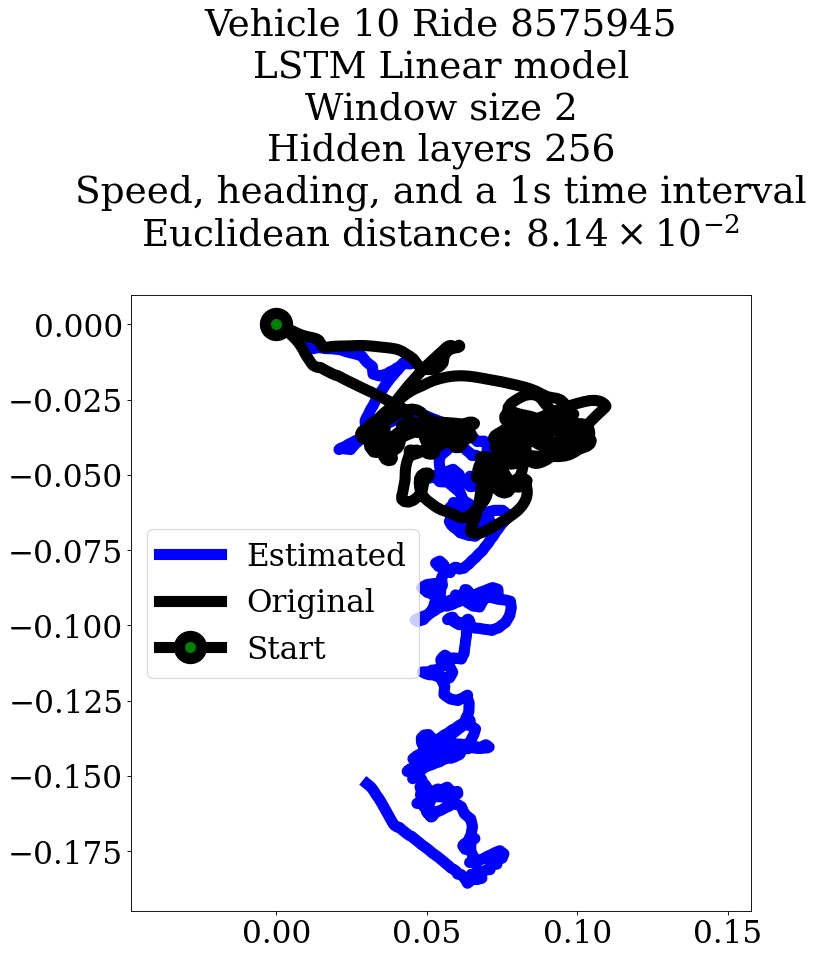 Vehicle 10 Ride 8575945
LSTM Linear model
Window size 2
Hidden layers 256
Speed, heading, and a 1s time interval
Euclidean distance: 8.14 × 10⁻²
0.000
−0.025
−0.050
−0.075
−0.100
−0.125
−0.150
−0.175
Estimated
Original
Start
0.00 0.05 0.10 0.15